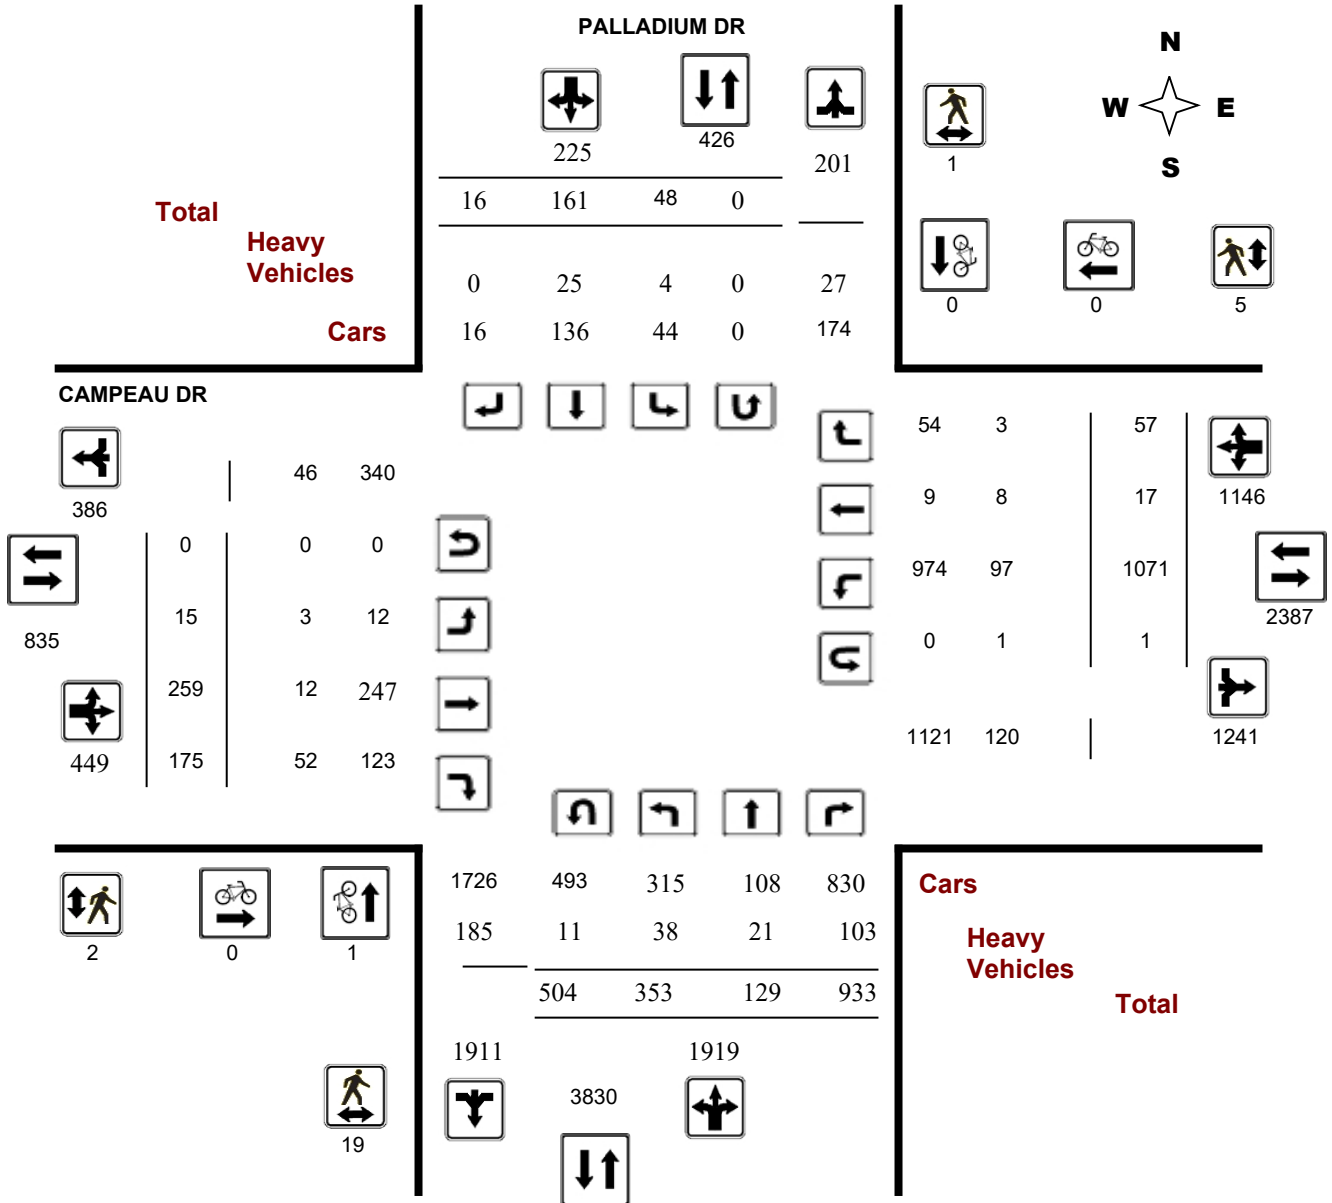 PALLADIUM DR
N
W E
S
225 426 201 1
16 161 48 0
Total
Heavy
Vehicles
0 25 4 0 27
0 0 5
Cars 16 136 44 0 174
CAMPEAU DR
54 3 57
46 340
386
9 8 17 1146
0 0 0
974 97 1071
15 3 12
835
2387
0 1 1
259 12 247
1121 120 1241
449 175 52 123
1726 493 315 108 830 Cars
185 11 38 21 103 Heavy
Vehicles
2 0 1
504 353 129 933 Total
1911 1919
3830
19